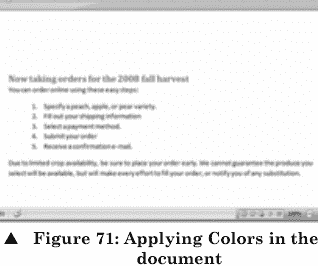 Now taking orders for the 2008 fall harvest
You can order online using these easy steps:
1. Specify a peach, apple, or pear variety.
2. Fill out your shipping information
3. Select a payment method.
4. Submit your order
5. Receive a confirmation e-mail.
Due to limited crop availability, be sure to place your order early. We cannot guarantee the produce you
select will be available, but will make every effort to fill your order, or notify you of any substitution.
▲ Figure 71: Applying Colors in the
document